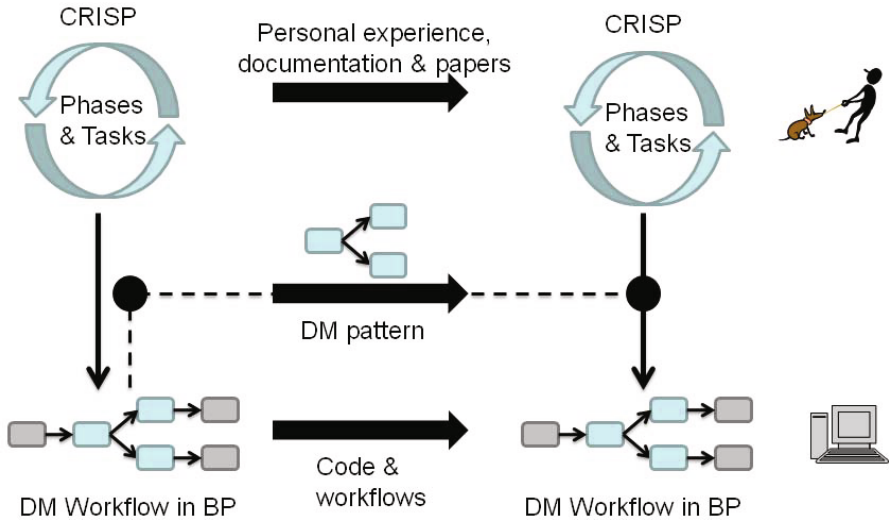 CRISP
Personal experience,
documentation & papers
CRISP
Phases
& Tasks
Phases
& Tasks
DM pattern
Code &
workflows
DM Workflow in BP
DM Workflow in BP